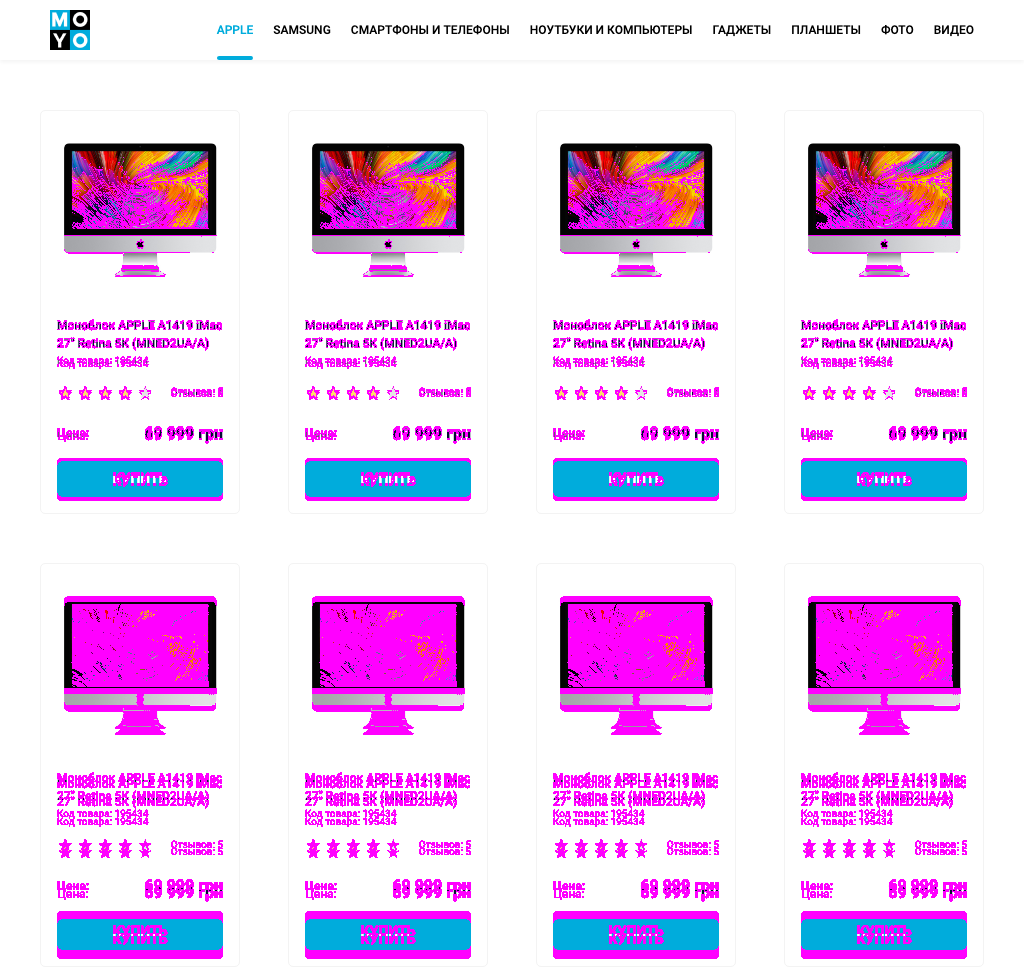 MO
YO
APPLE SAMSUNG СМАРТФОНЫ И ТЕЛЕФОНЫ НОУТБУКИ И КОМПЬЮТЕРЫ ГАДЖЕТЫ ПЛАНШЕТЫ ФОТО ВИДЕО
Моноблок APPLE A1419 iMac Моноблок APPLE A1419 iMac Моноблок APPLE A1419 iMac Моноблок APPLE A1419 iMac
27" Retina 5K (MNED2UA/A) 27" Retina 5K (MNED2UA/A) 27" Retina 5K (MNED2UA/A) 27" Retina 5K (MNED2UA/A)
Код товара: 195434 Код товара: 195434 Код товара: 195434 Код товара: 195434
Отзывов: 5 Отзывов: 5 Отзывов: 5 Отзывов: 5
Цена: 69 999 грн Цена: 69 999 грн Цена: 69 999 грн Цена: 69 999 грн
КУПИТЬ КУПИТЬ КУПИТЬ КУПИТЬ
Моноблок APPLE A1419 iMac Моноблок APPLE A1419 iMac Моноблок APPLE A1419 iMac Моноблок APPLE A1419 iMac
27" Retina 5K (MNED2UA/A) 27" Retina 5K (MNED2UA/A) 27" Retina 5K (MNED2UA/A) 27" Retina 5K (MNED2UA/A)
Код товара: 195434 Код товара: 195434 Код товара: 195434 Код товара: 195434
Отзывов: 5 Отзывов: 5 Отзывов: 5 Отзывов: 5
Цена: 69 999 грн Цена: 69 999 грн Цена: 69 999 грн Цена: 69 999 грн
КУПИТЬ КУПИТЬ КУПИТЬ КУПИТЬ